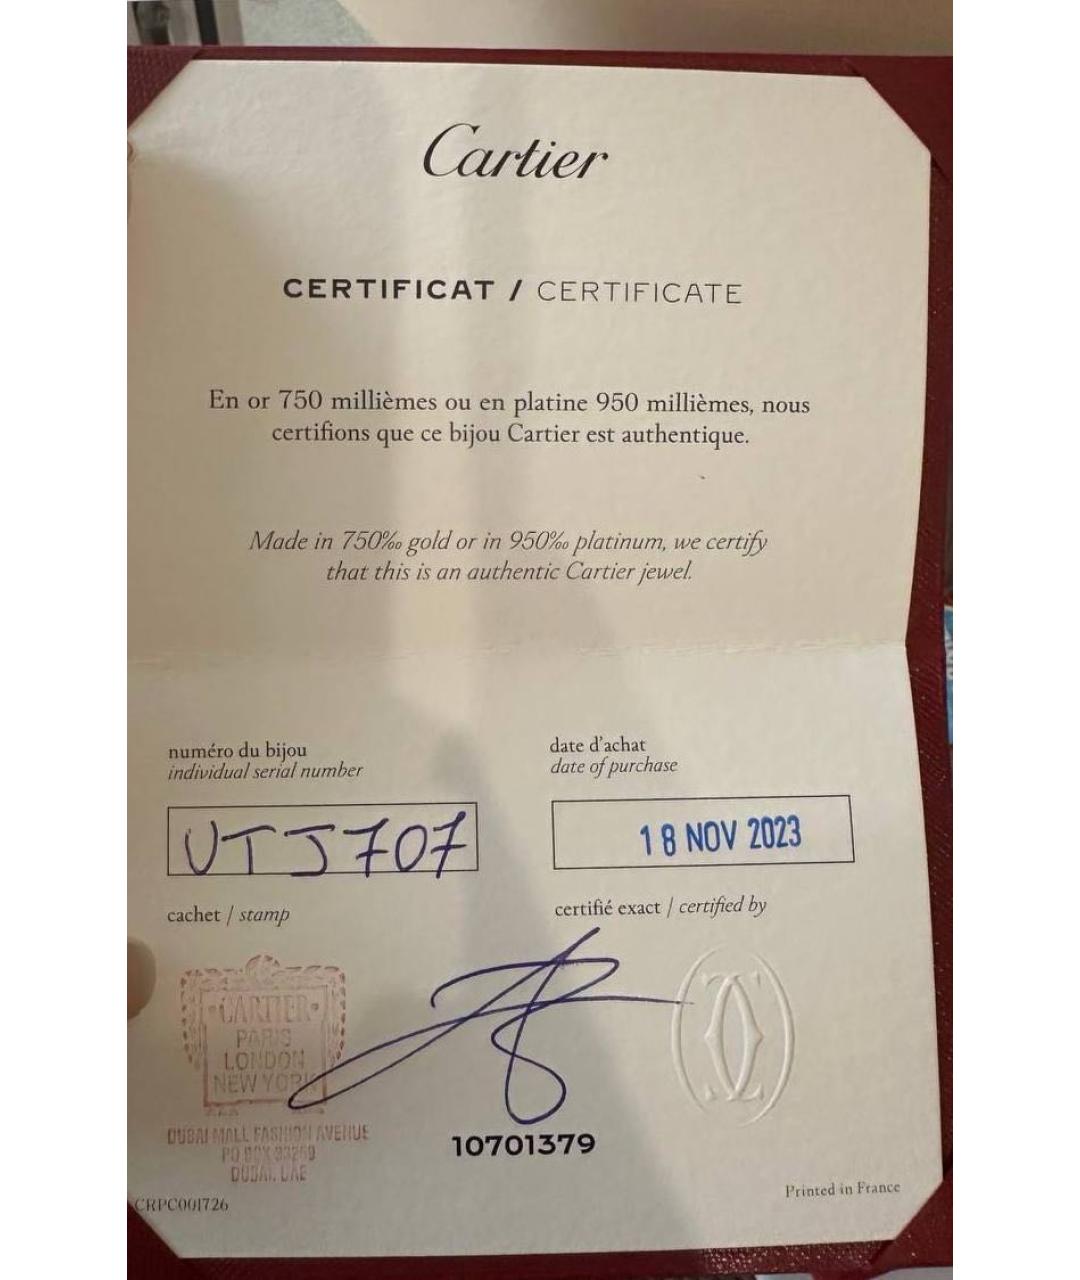 Cartier
CERTIFICAT / CERTIFICATE
En or 750 millièmes ou en platine 950 millièmes, nous
certifions que ce bijou Cartier est authentique.
Made in 750‰ gold or in 950‰ platinum, we certify
that this is an authentic Cartier jewel.
numéro du bijou
individual serial number
UTJ707
date d'achat
date of purchase
18 NOV 2023
cachet / stamp
certifié exact / certified by
CARTIER
PARIS
LONDON
NEW YORK
DUBAI MALL FASHION AVENUE
PO BOX
DUBAI, UAE
10701379
CRPC001726
Printed in France